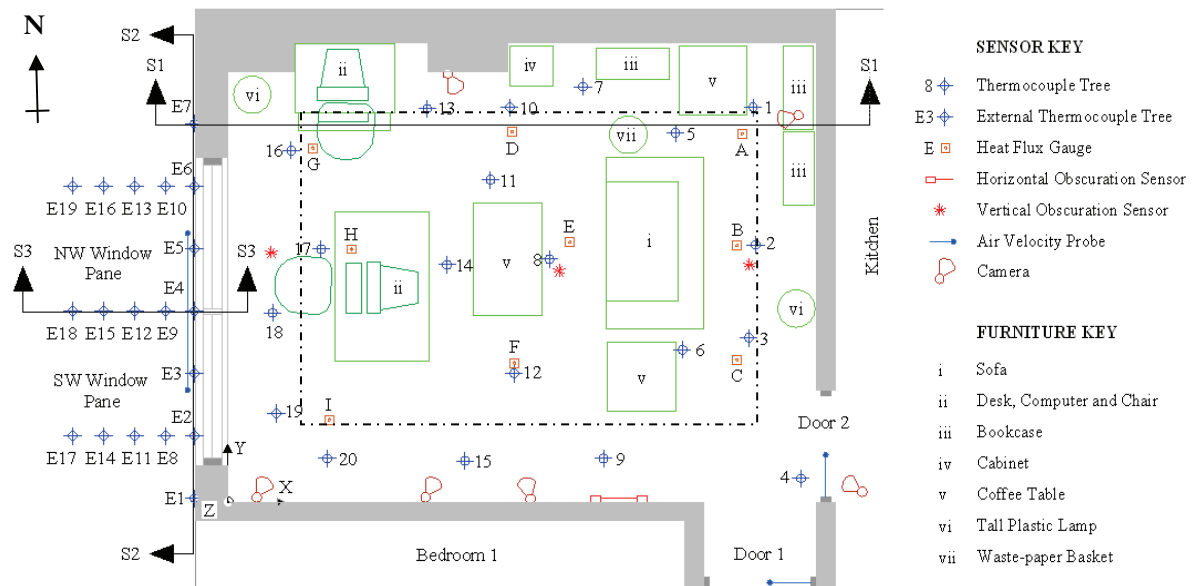 N
S2
S1
S1
E7
ii
iv
iii
v
iii
vi
7
13
10
1
5
vii
D
A
16
G
E6
11
iii
E19 E16 E13 E10
E5
NW Window
Pane
S3
S3
17
H
E
B
2
i
8
14
v
ii
Kitchen
E4
vi
E18 E15 E12 E9
18
3
F
6
C
12
v
E3
SW Window
Pane
19
I
E2
Door 2
E17 E14 E11 E8
Y
20
15
9
4
E1
X
Z
S2
Bedroom 1
Door 1
SENSOR KEY
8 Thermocouple Tree
E3 External Thermocouple Tree
E Heat Flux Gauge
Horizontal Obscuration Sensor
Vertical Obscuration Sensor
Air Velocity Probe
Camera
FURNITURE KEY
i Sofa
ii Desk, Computer and Chair
iii Bookcase
iv Cabinet
v Coffee Table
vi Tall Plastic Lamp
vii Waste-paper Basket